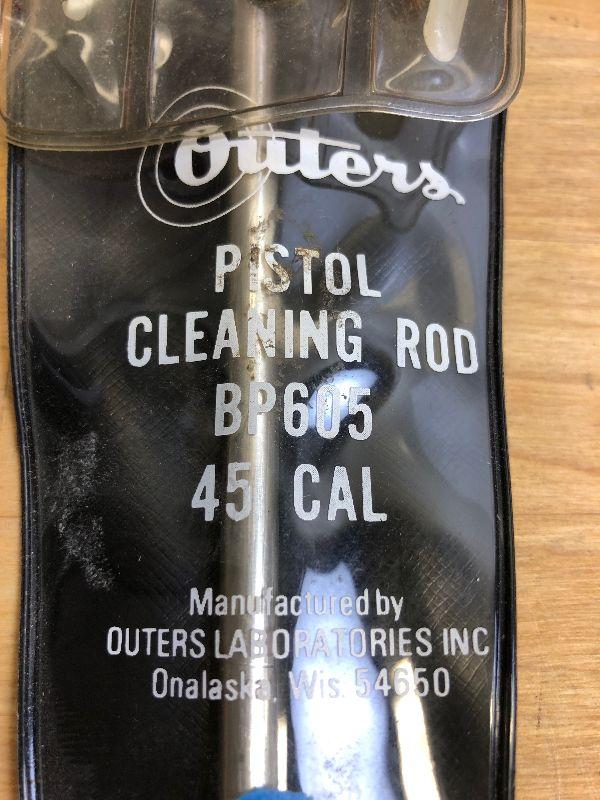 Outers
PISTOL
CLEANING ROD
BP605
45 CAL
Manufactured by
OUTERS LABORATORIES INC
Onalaska, Wis. 54650